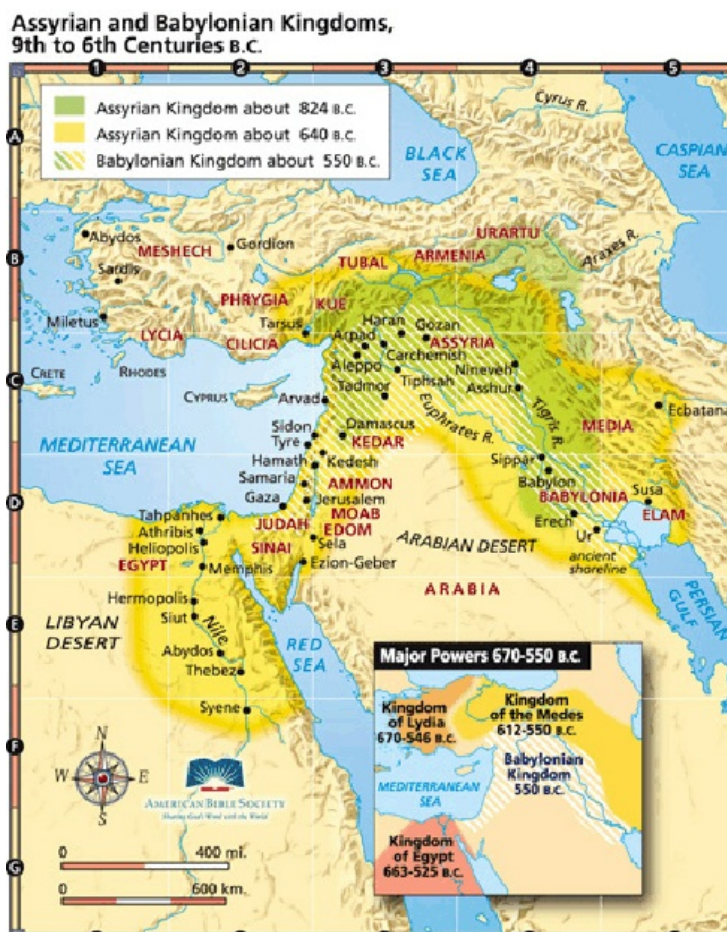 Assyrian and Babylonian Kingdoms,
9th to 6th Centuries B.C.
1 2 3 4 5
A
B
C
D
E
F
G
Assyrian Kingdom about 824 B.C.
Assyrian Kingdom about 640 B.C.
Babylonian Kingdom about 550 B.C.
Cyrus R.
BLACK
SEA
CASPIAN
SEA
Abydos
MESHECH
Gordion
URARTU
ARMENIA
TUBAL
Araxes R.
Sardis
PHRYGIA
KUE
Miletus
Tarsus
Haran
Gozan
LYCIA
CILICIA
Arpad
ASSYRIA
Carchemish
Aleppo
Nineveh
CRETE
RHODES
Tiphsah
Asshur
CYPRUS
Arvad
Tadmor
Ecbatana
Euphrates R.
Tigris R.
MEDIA
Sidon
Damascus
Tyre
KEDAR
MEDITERRANEAN
SEA
Hamath
Kedesh
Sippar
Samaria
AMMON
Babylon
Susa
Gaza
Jerusalem
BABYLONIA
Tahpanhes
JUDAH
MOAB
EDOM
Erech
ELAM
Athribis
Heliopolis
SINAI
Sela
ARABIAN DESERT
Ur
ancient
shoreline
EGYPT
Memphis
Ezion-Geber
ARABIA
PERSIAN
GULF
Hermopolis
Siut
Nile
LIBYAN
DESERT
RED
SEA
Abydos
Thebez
Syene
Major Powers 670-550 B.C.
Kingdom
of Lydia
670-546 B.C.
Kingdom
of the Medes
612-550 B.C.
Babylonian
Kingdom
550 B.C.
MEDITERRANEAN
SEA
Kingdom
of Egypt
663-525 B.C.
N
W E
S
AMERICAN BIBLE SOCIETY
Sharing God's Word with the World
0 400 mi.
0 600 km.